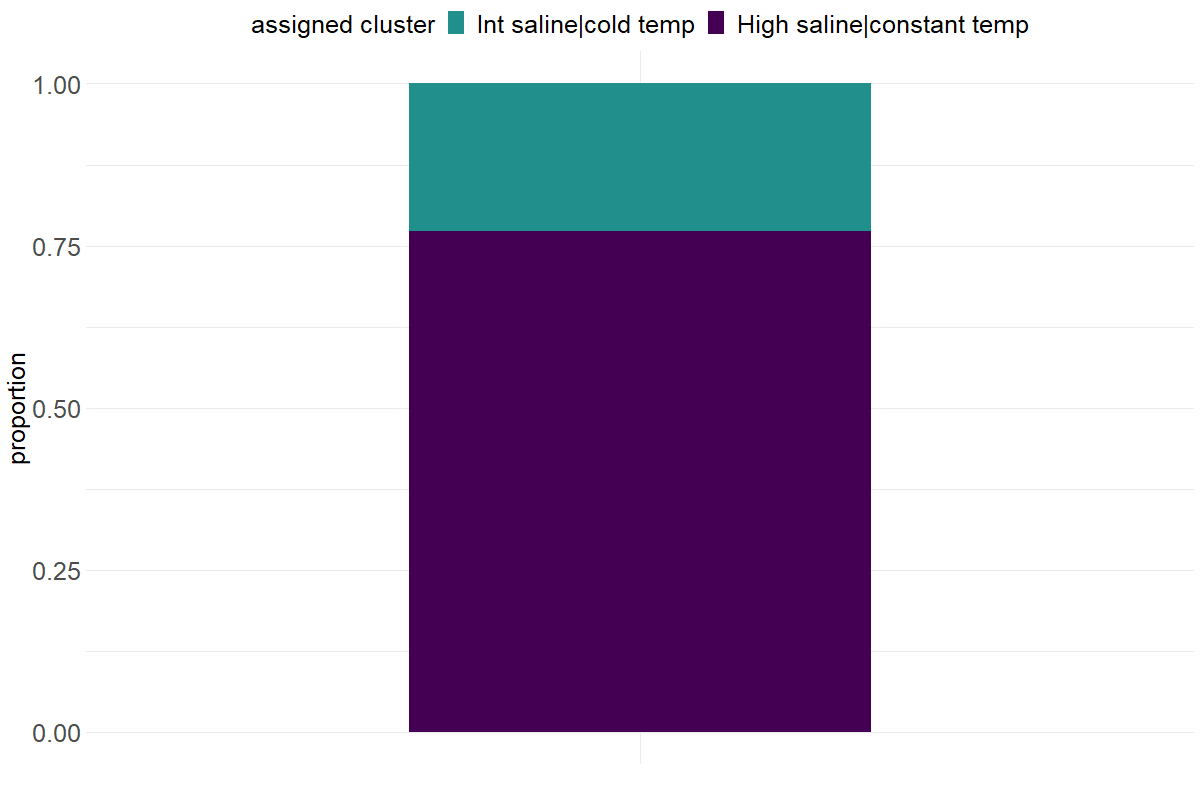 assigned cluster Int saline|cold temp High saline|constant temp
1.00
0.75
0.50
0.25
0.00
proportion